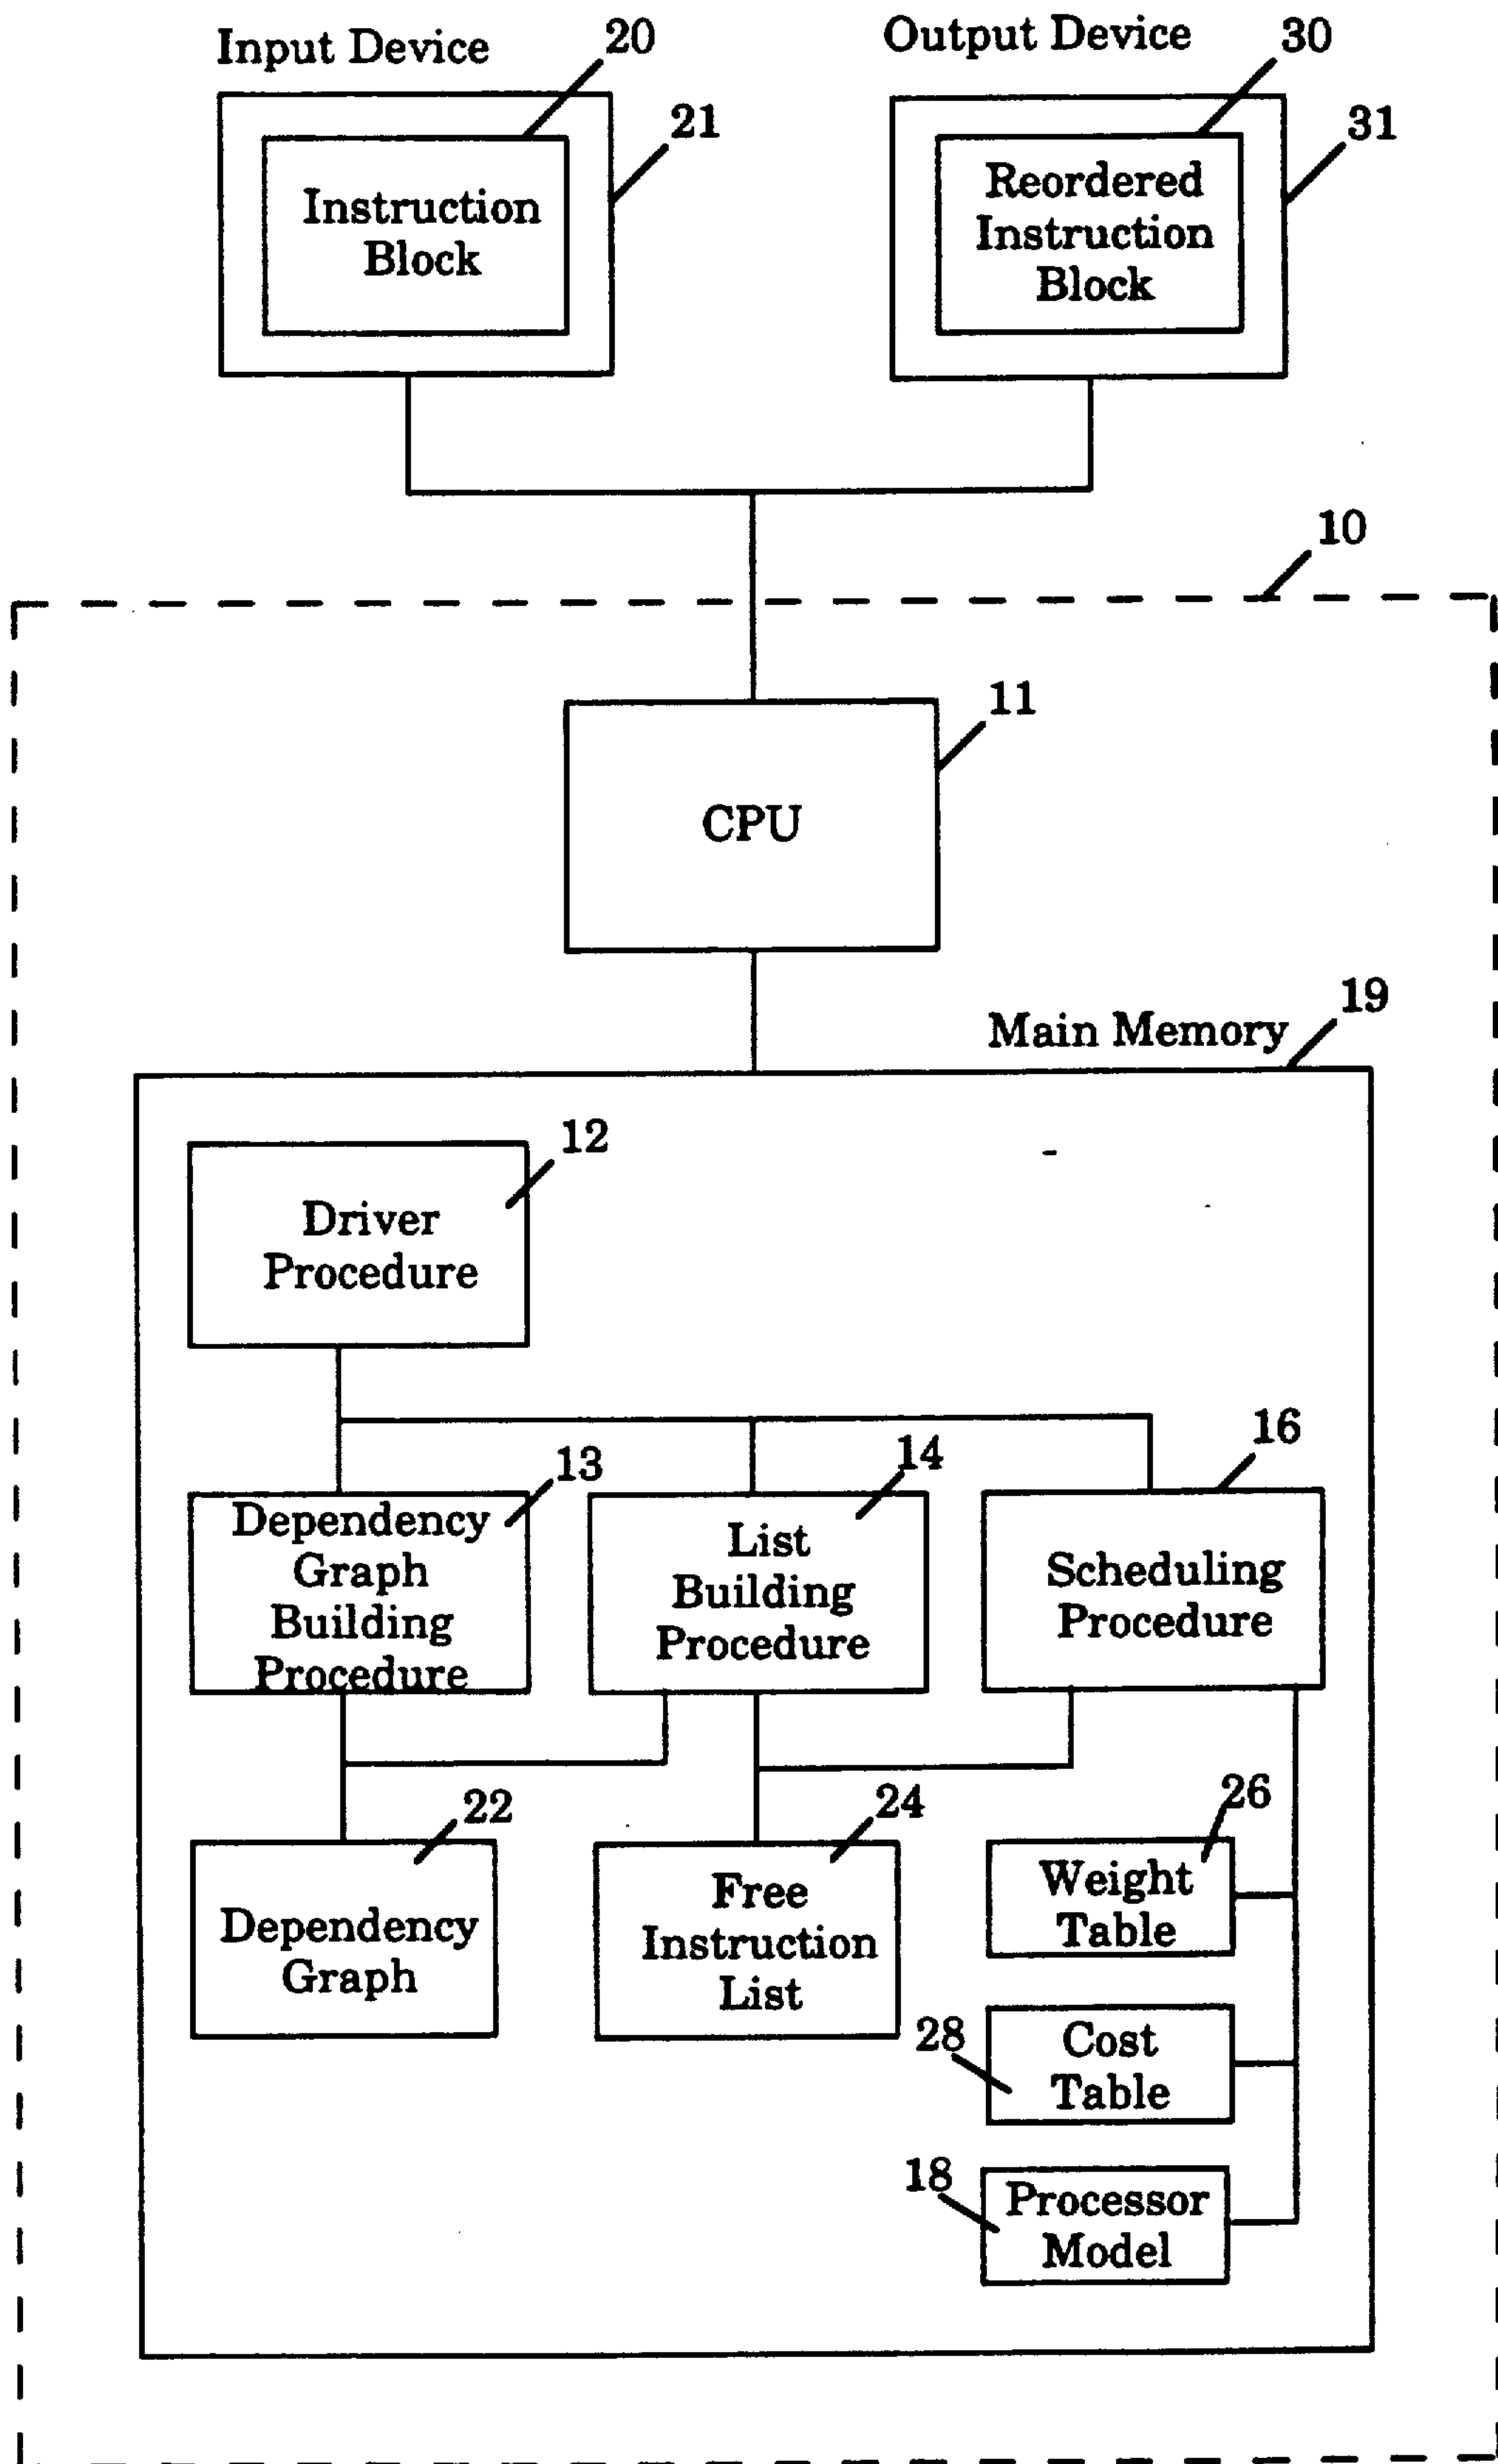 Input Device
20
Output Device
30
21
31
Instruction
Block
Reordered
Instruction
Block
10
11
CPU
19
Main Memory
12
Driver
Procedure
13
14
16
Dependency
Graph
Building
Procedure
List
Building
Procedure
Scheduling
Procedure
22
24
26
Dependency
Graph
Free
Instruction
List
Weight
Table
28
Cost
Table
18
Processor
Model